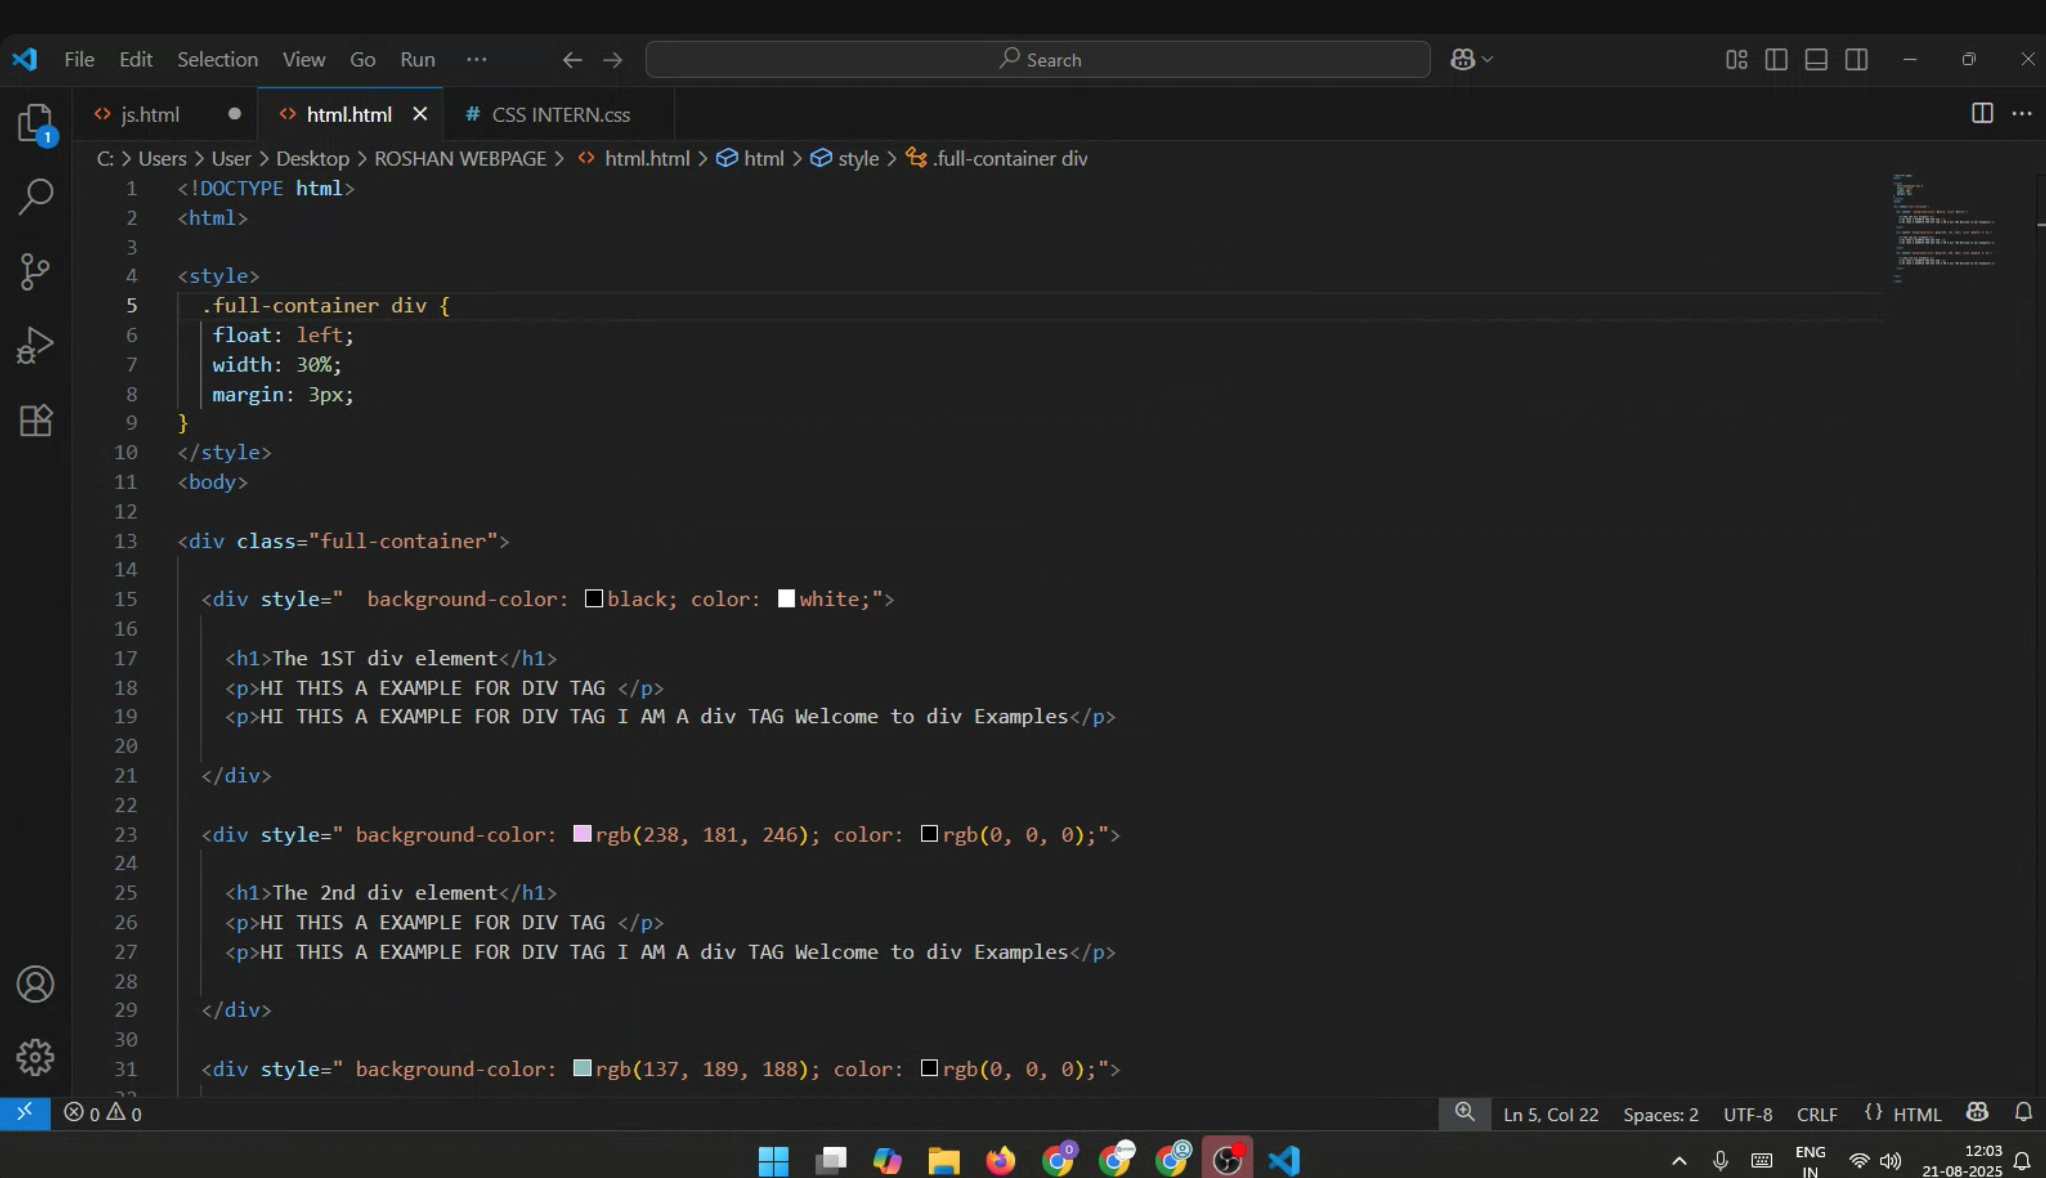 File Edit Selection View Go Run ··· Search
js.html html.html CSS INTERN.css
1
C: > Users > User > Desktop > ROSHAN WEBPAGE > html.html > html > style > .full-container div
1 <!DOCTYPE html>
2 <html>
3
4 <style>
5 .full-container div {
6 float: left;
7 width: 30%;
8 margin: 3px;
9 }
10 </style>
11 <body>
12
13 <div class="full-container">
14
15 <div style="  background-color: black; color: white;">
16
17 <h1>The 1ST div element</h1>
18 <p>HI THIS A EXAMPLE FOR DIV TAG </p>
19 <p>HI THIS A EXAMPLE FOR DIV TAG I AM A div TAG Welcome to div Examples</p>
20
21 </div>
22
23 <div style=" background-color: rgb(238, 181, 246); color: rgb(0, 0, 0);">
24
25 <h1>The 2nd div element</h1>
26 <p>HI THIS A EXAMPLE FOR DIV TAG </p>
27 <p>HI THIS A EXAMPLE FOR DIV TAG I AM A div TAG Welcome to div Examples</p>
28
29 </div>
30
31 <div style=" background-color: rgb(137, 189, 188); color: rgb(0, 0, 0);">
0 0 Ln 5, Col 22 Spaces: 2 UTF-8 CRLF {} HTML
ENG 12:03
IN 21-08-2025